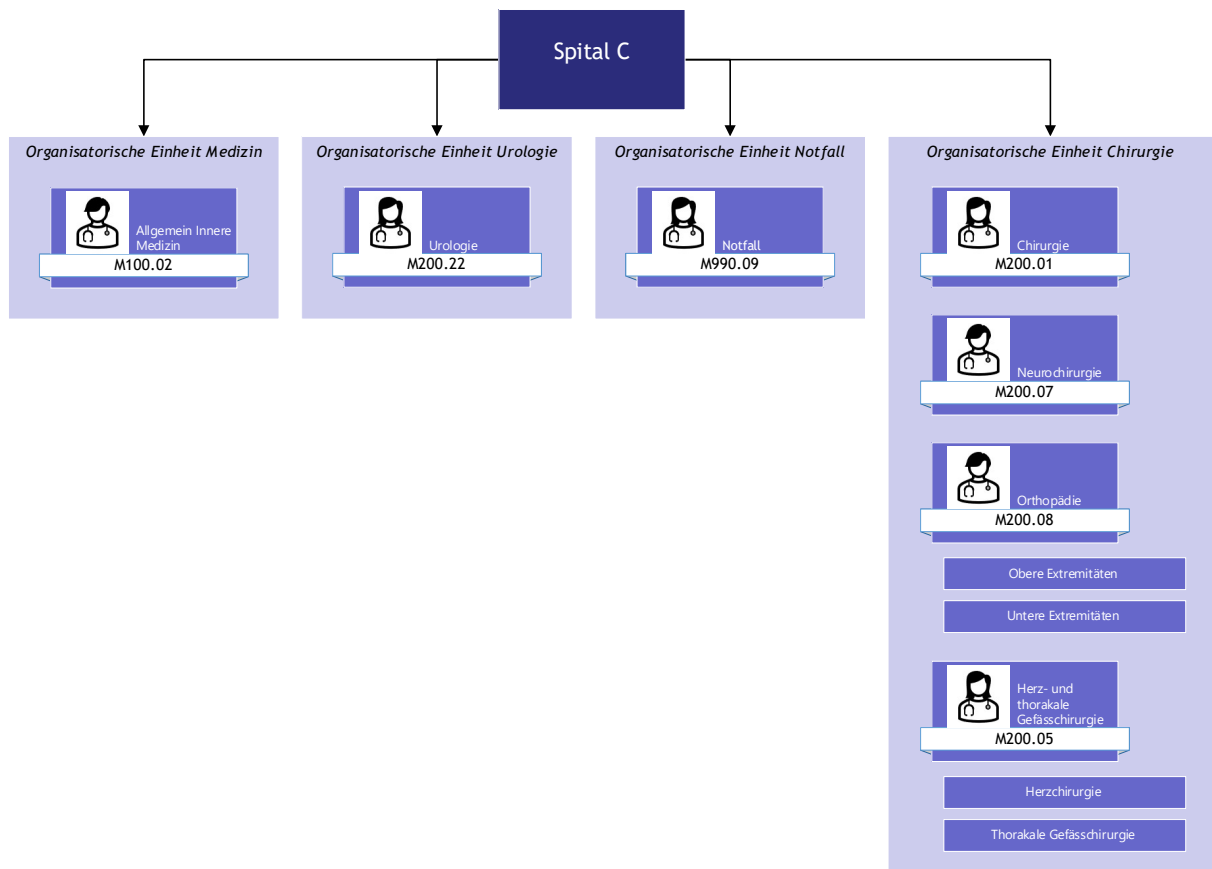 Spital C
Organisatorische Einheit Medizin
Allgemein Innere
Medizin
M100.02
Organisatorische Einheit Urologie
Urologie
M200.22
Organisatorische Einheit Notfall
Notfall
M990.09
Organisatorische Einheit Chirurgie
Chirurgie
M200.01
Neurochirurgie
M200.07
Orthopädie
M200.08
Obere Extremitäten
Untere Extremitäten
Herz- und
thorakale
Gefässchirurgie
M200.05
Herzchirurgie
Thorakale Gefässchirurgie